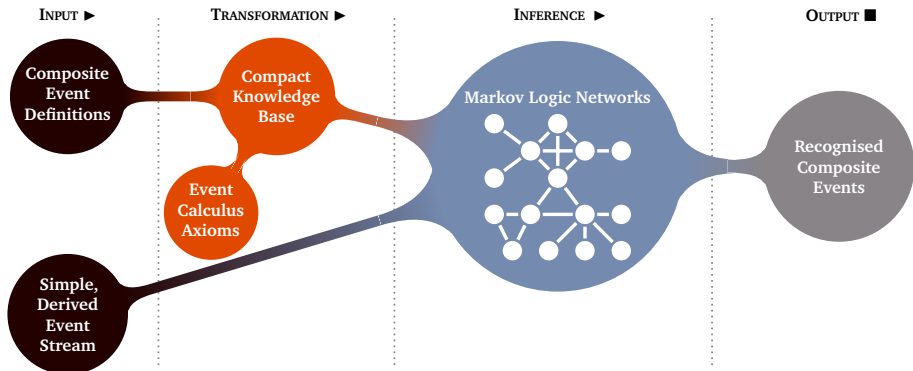 INPUT ▶
TRANSFORMATION ▶
INFERENCE ▶
OUTPUT ■
Composite
Event
Definitions
Compact
Knowledge
Base
Event
Calculus
Axioms
Simple,
Derived
Event
Stream
Markov Logic Networks
Recognised
Composite
Events